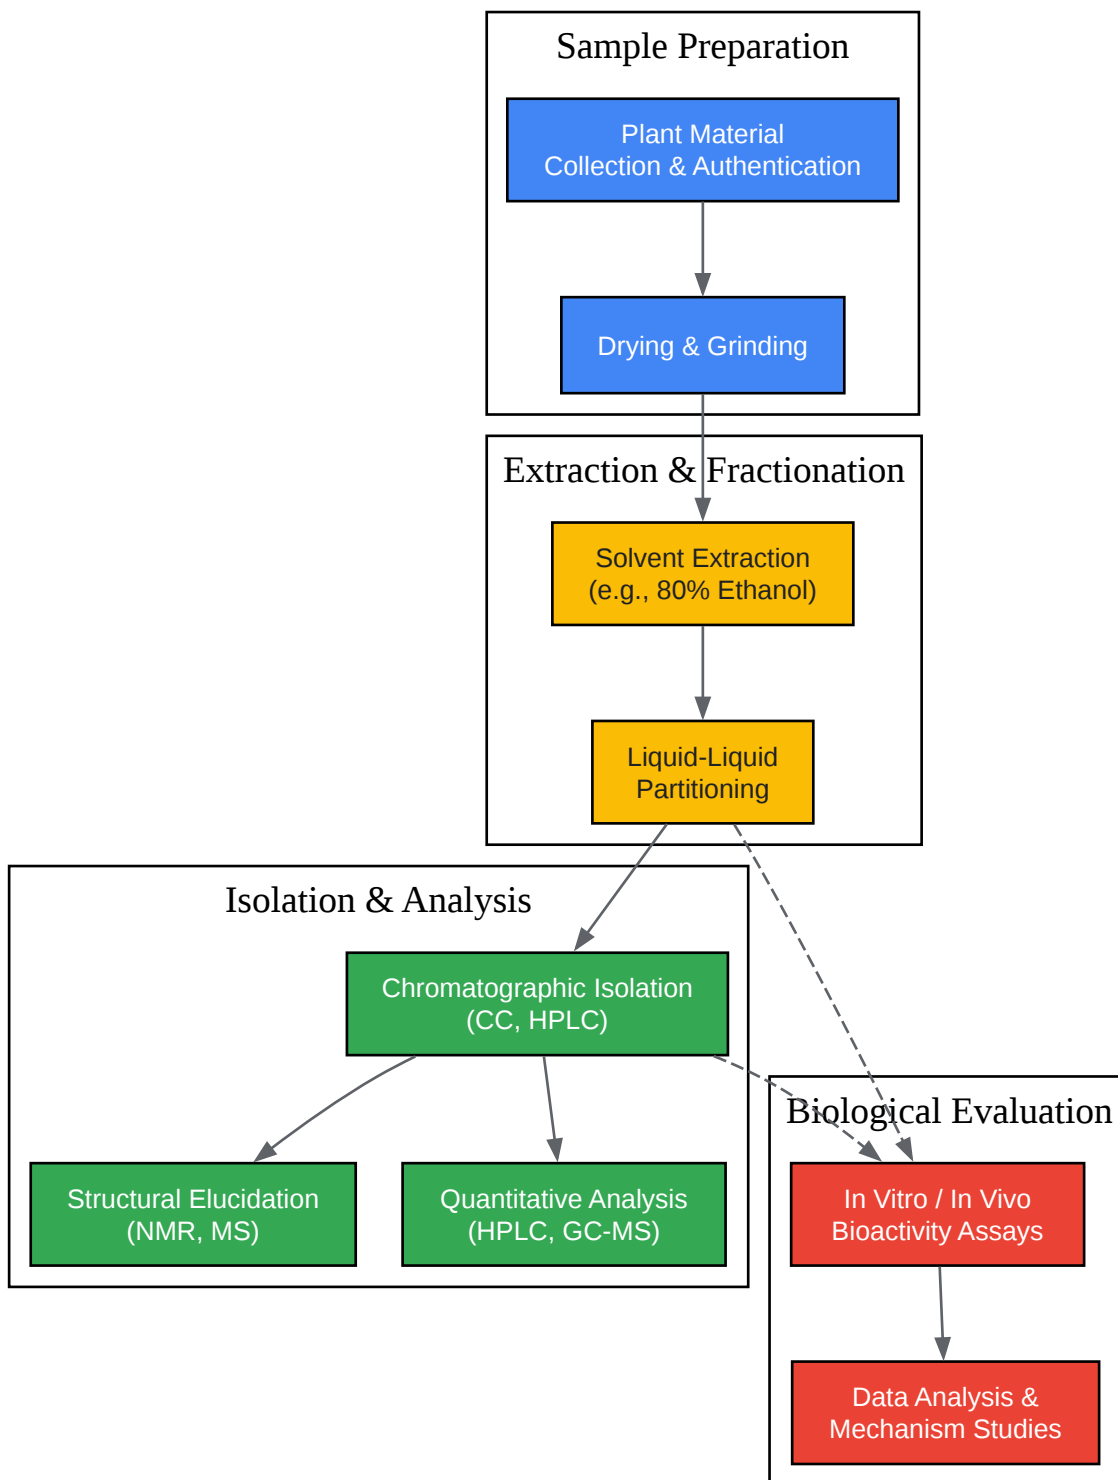 Sample Preparation
Plant Material
Collection & Authentication
Drying & Grinding
Extraction & Fractionation
Solvent Extraction
(e.g., 80% Ethanol)
Liquid-Liquid
Partitioning
Isolation & Analysis
Chromatographic Isolation
(CC, HPLC)
Structural Elucidation
(NMR, MS)
Quantitative Analysis
(HPLC, GC-MS)
Biological Evaluation
In Vitro / In Vivo
Bioactivity Assays
Data Analysis &
Mechanism Studies